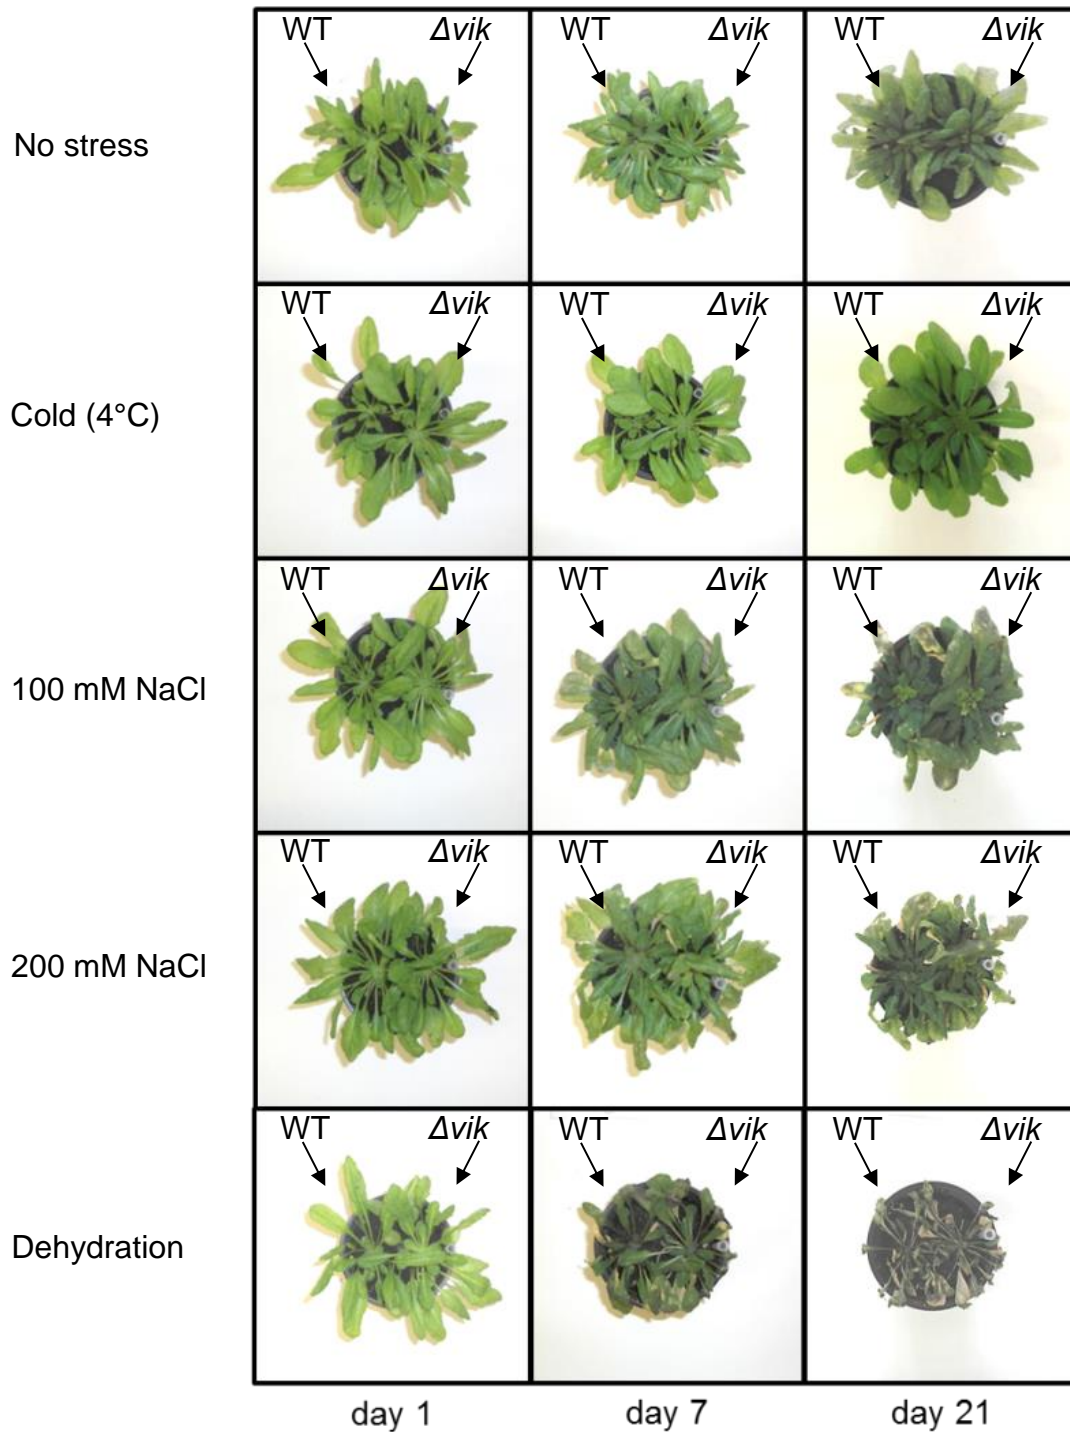 WT Δvik WT Δvik WT Δvik
No stress
WT Δvik WT Δvik WT Δvik
Cold (4°C)
WT Δvik WT Δvik WT Δvik
100 mM NaCl
WT Δvik WT Δvik WT Δvik
200 mM NaCl
WT Δvik WT Δvik WT Δvik
Dehydration
day 1 day 7 day 21